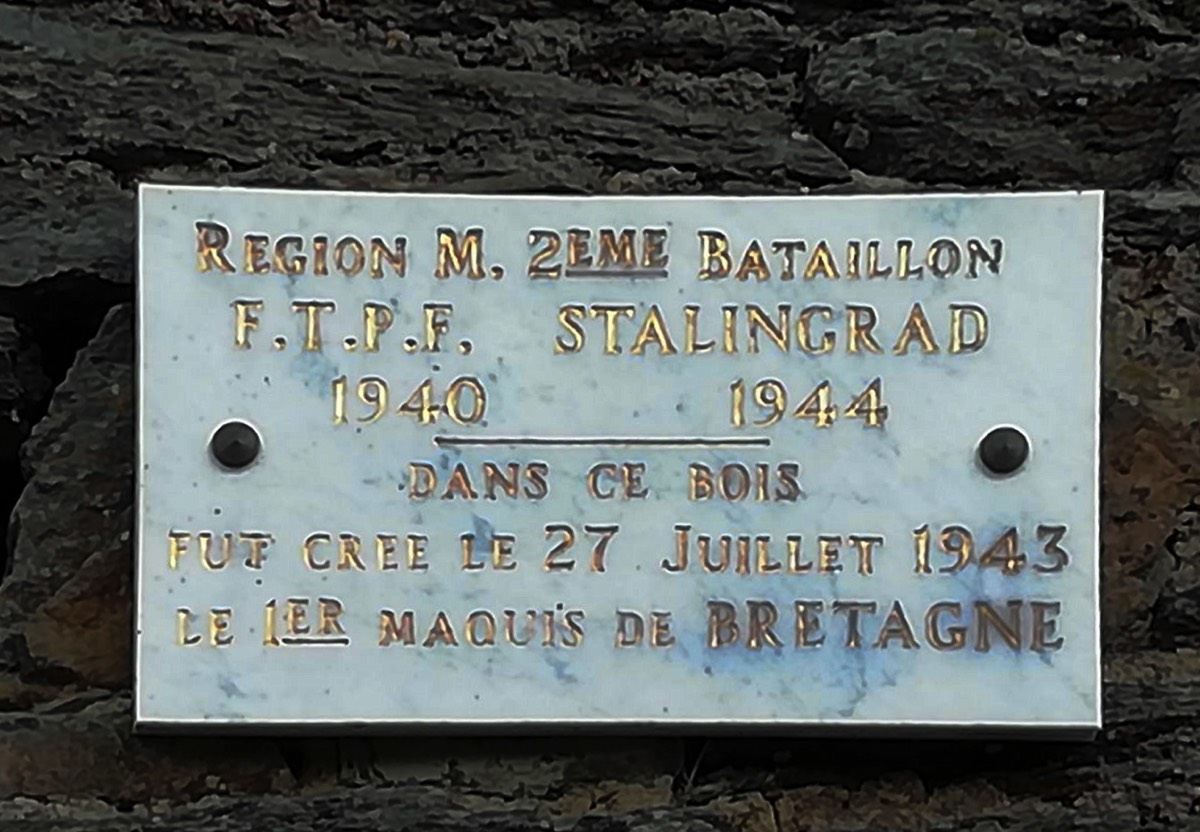 REGION M. 2EME BATAILLON
F.T.P.F. STALINGRAD
1940 1944
DANS CE BOIS
FUT CREE LE 27 JUILLET 1943
LE 1ER MAQUIS DE BRETAGNE